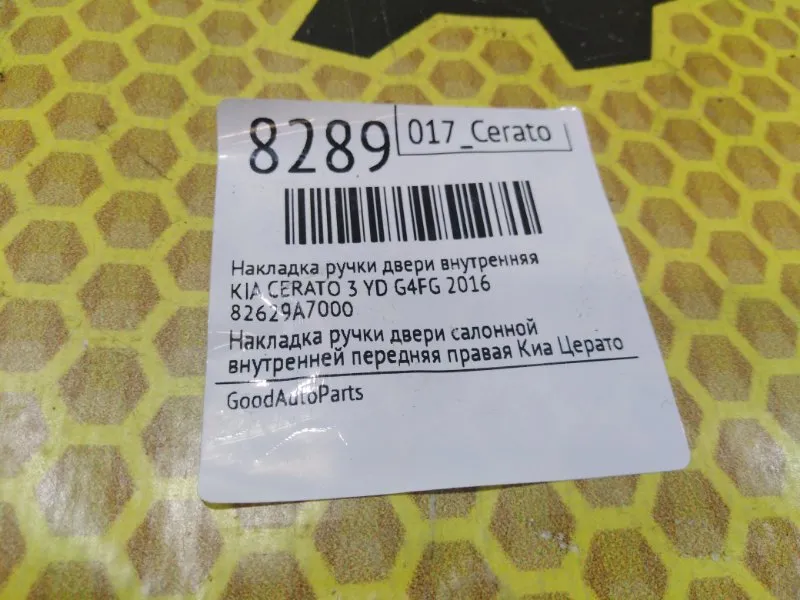 8289
017_Cerato
Накладка ручки двери внутренняя
KIA CERATO 3 YD G4FG 2016
82629A7000
Накладка ручки двери салонной
внутренней передняя правая Киа Церато
GoodAutoParts